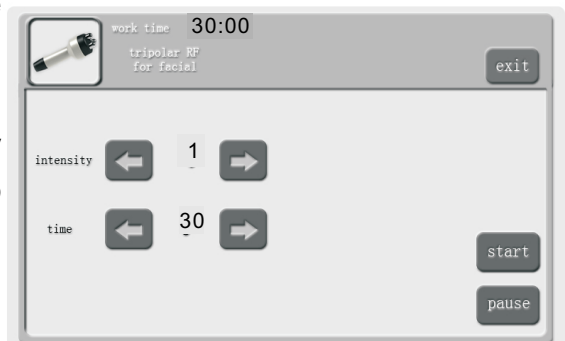 work time 30:00
tripolar RF
for facial
exit
intensity 1
time 30
start
pause